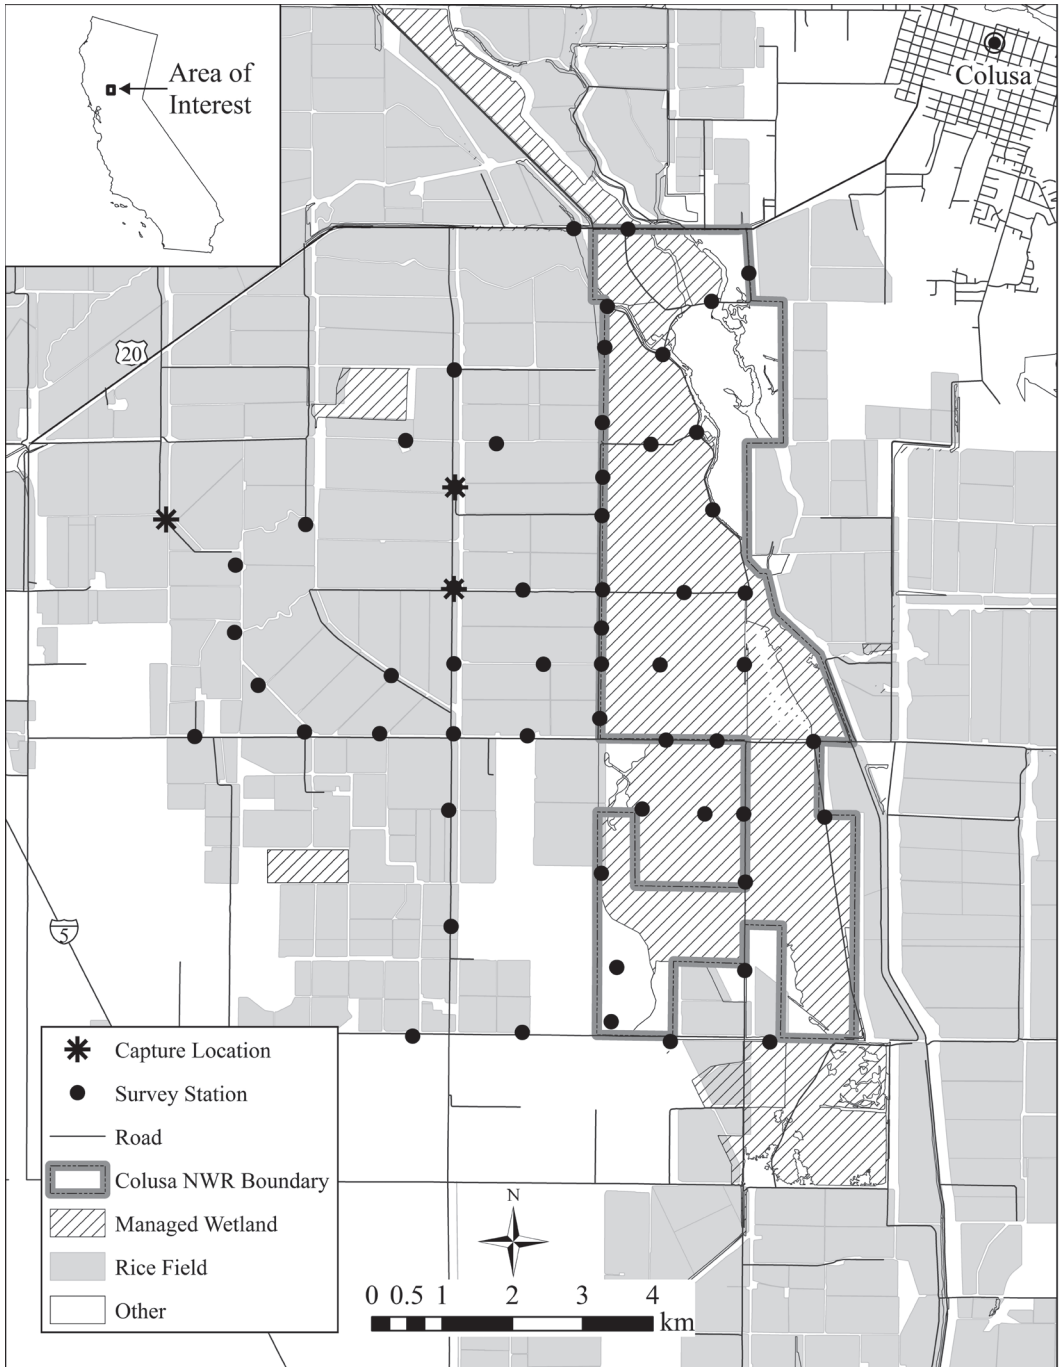 Area of
Interest
Colusa
20
5
Capture Location
Survey Station
Road
Colusa NWR Boundary
Managed Wetland
Rice Field
Other
N
0 0.5 1 2 3 4
km